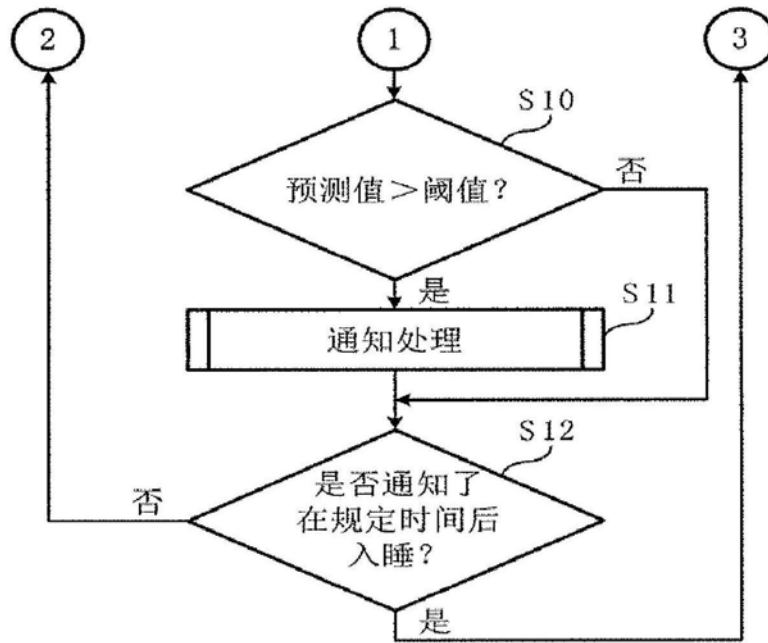 2
1
3
S10
预测值＞阈值？
否
是
S11
通知处理
S12
是否通知了
在规定时间后
入睡？
否
是